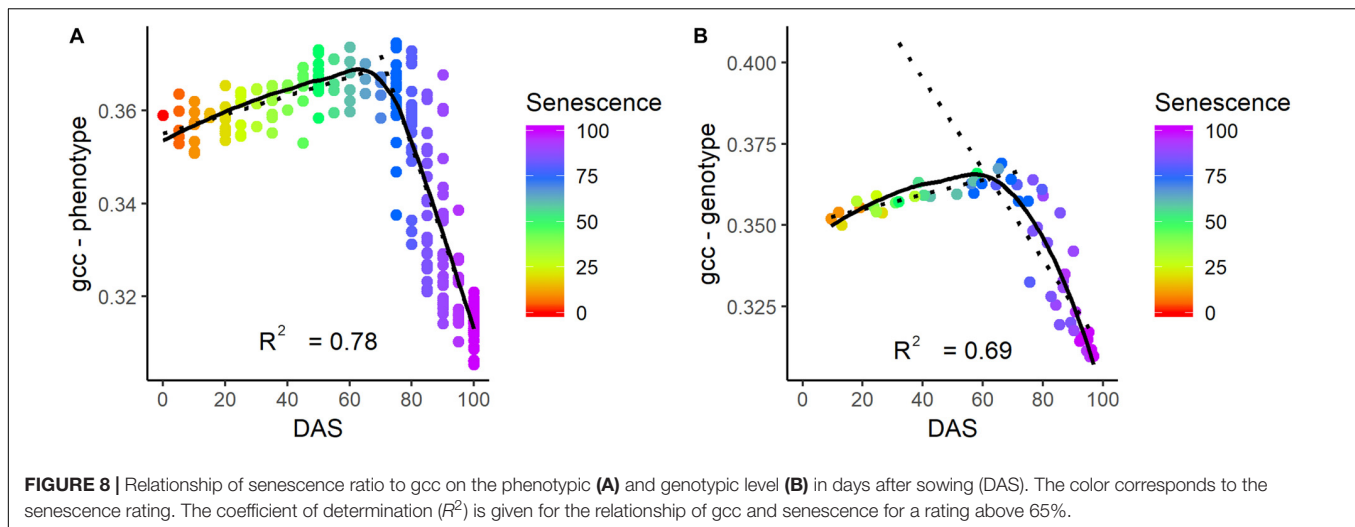 A
gcc - phenotype
0.36
0.34
0.32
R² = 0.78
0 20 40 60 80 100
DAS
Senescence
100
75
50
25
0
B
gcc - genotype
0.400
0.375
0.350
0.325
R² = 0.69
0 20 40 60 80 100
DAS
Senescence
100
75
50
25
0
FIGURE 8 | Relationship of senescence ratio to gcc on the phenotypic (A) and genotypic level (B) in days after sowing (DAS). The color corresponds to the
senescence rating. The coefficient of determination (R²) is given for the relationship of gcc and senescence for a rating above 65%.